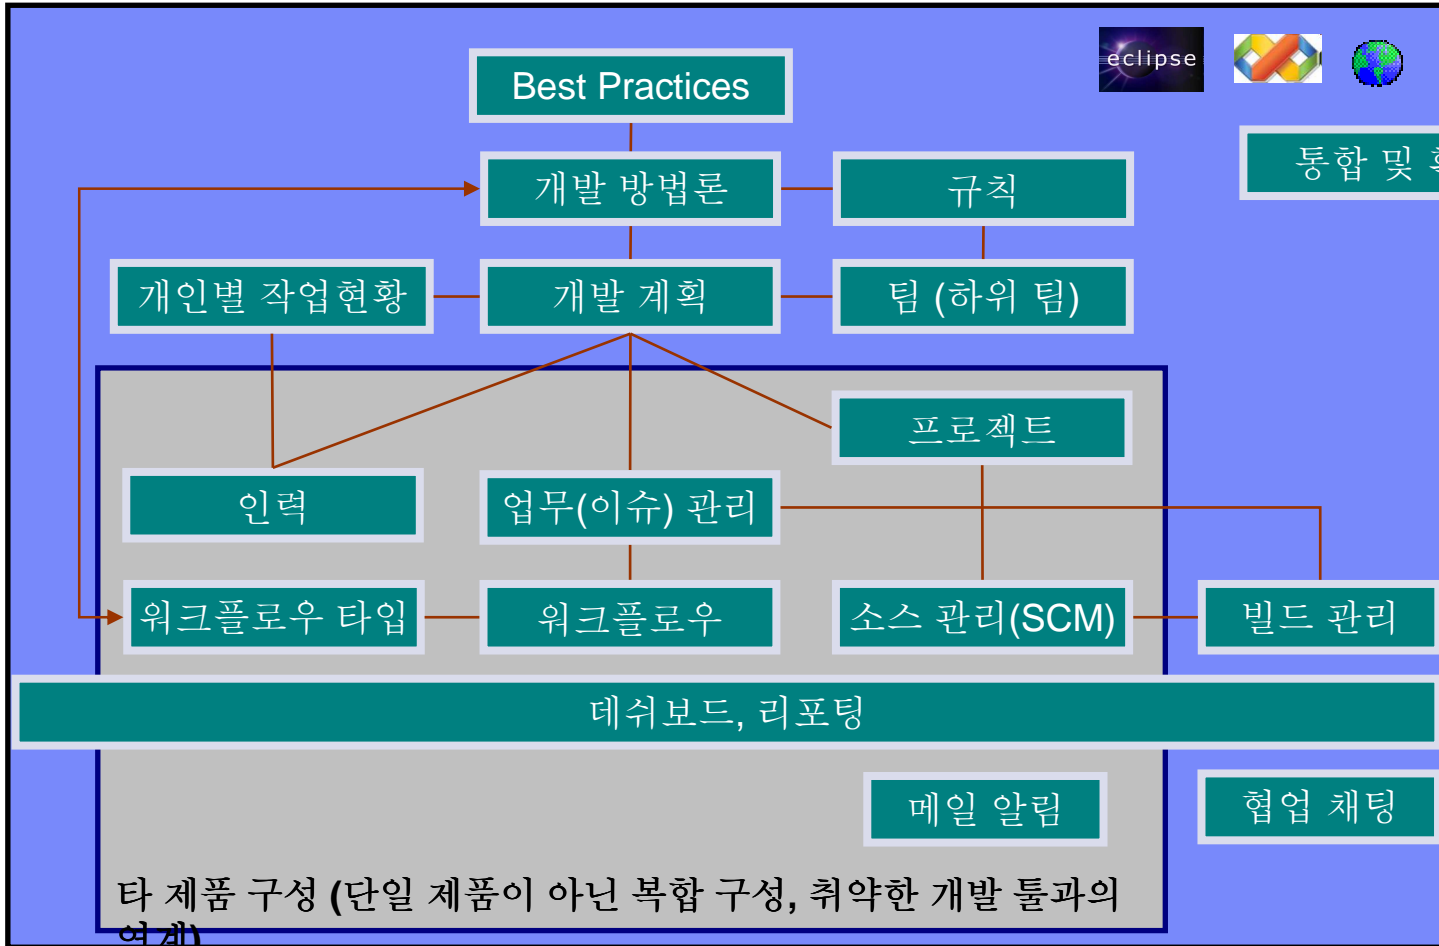 eclipse
Best Practices
통합 및
개발 방법론
규칙
개인별 작업현황
개발 계획
팀 (하위 팀)
프로젝트
인력
업무(이슈) 관리
워크플로우 타입
워크플로우
소스 관리(SCM)
빌드 관리
데쉬보드, 리포팅
메일 알림
협업 채팅
타 제품 구성 (단일 제품이 아닌 복합 구성, 취약한 개발 툴과의
연계)